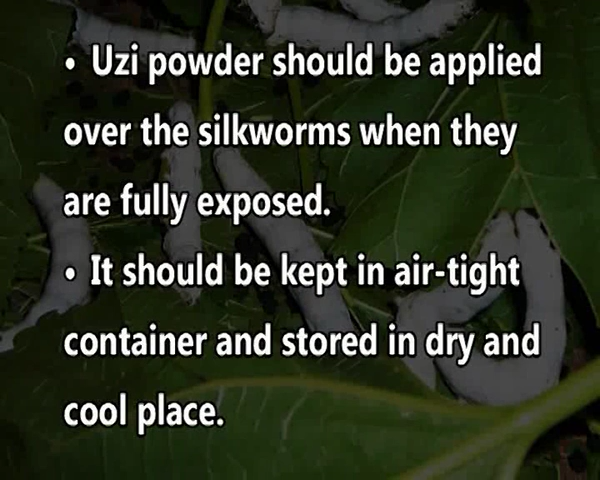 • Uzi powder should be applied
over the silkworms when they
are fully exposed.
• It should be kept in air-tight
container and stored in dry and
cool place.